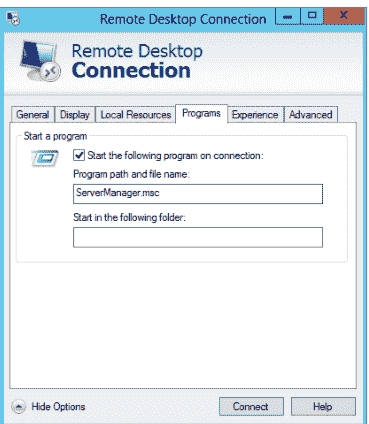 Remote Desktop Connection
Remote Desktop
Connection
General Display Local Resources Programs Experience Advanced
Start a program
Start the following program on connection:
Program path and file name:
ServerManager.msc
Start in the following folder:
Hide Options Connect Help